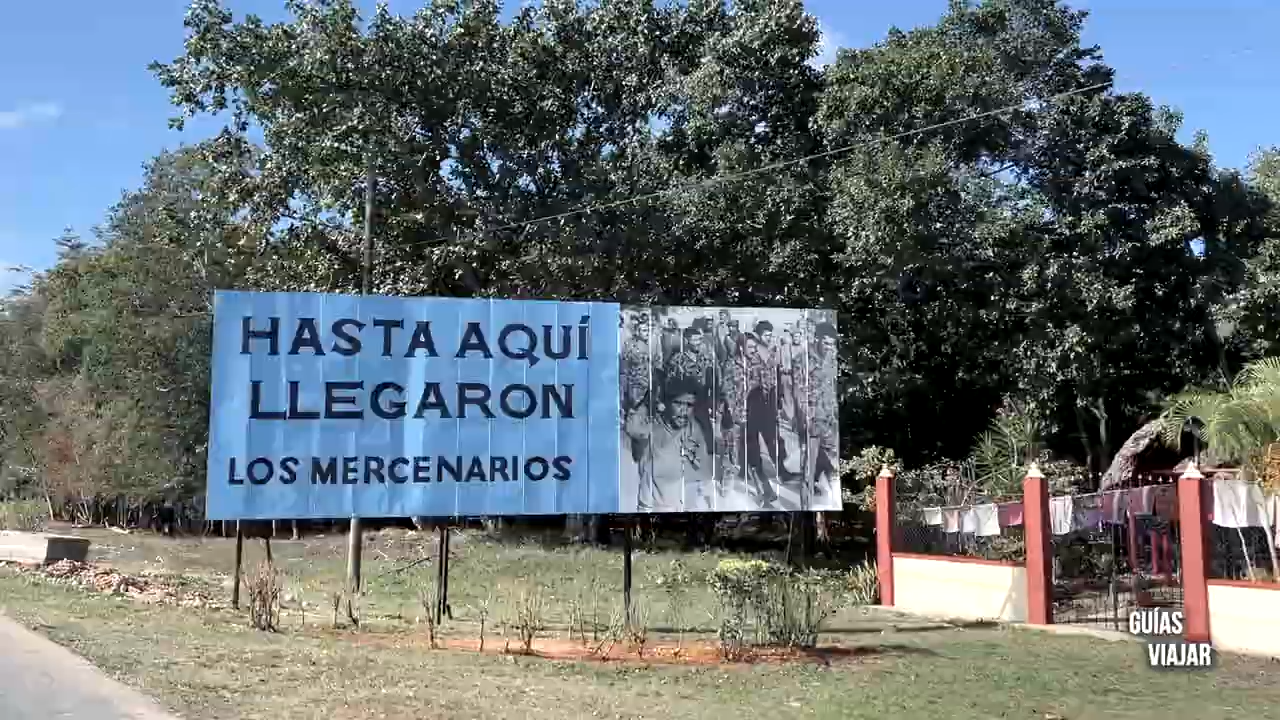 HASTA AQUÍ
LLEGARON
LOS MERCENARIOS
GUÍAS
VIAJAR